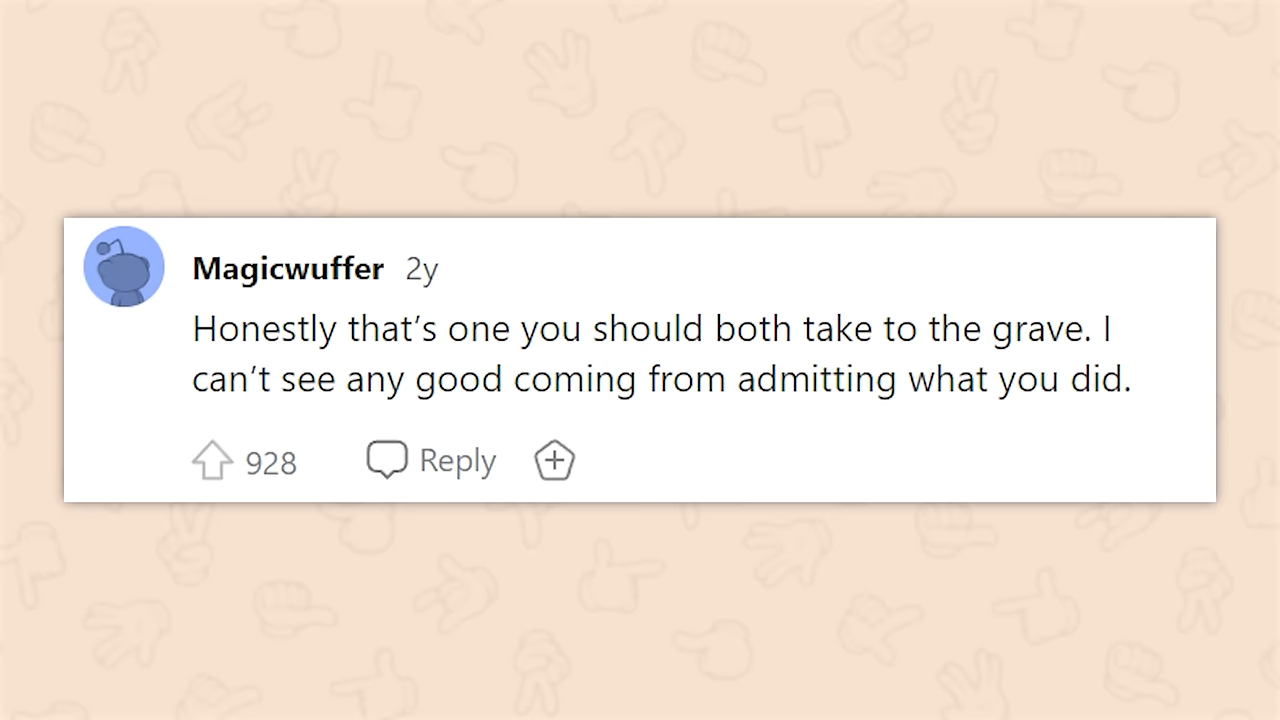 Magicwuffer 2y
Honestly that’s one you should both take to the grave. I
can’t see any good coming from admitting what you did.
928 Reply